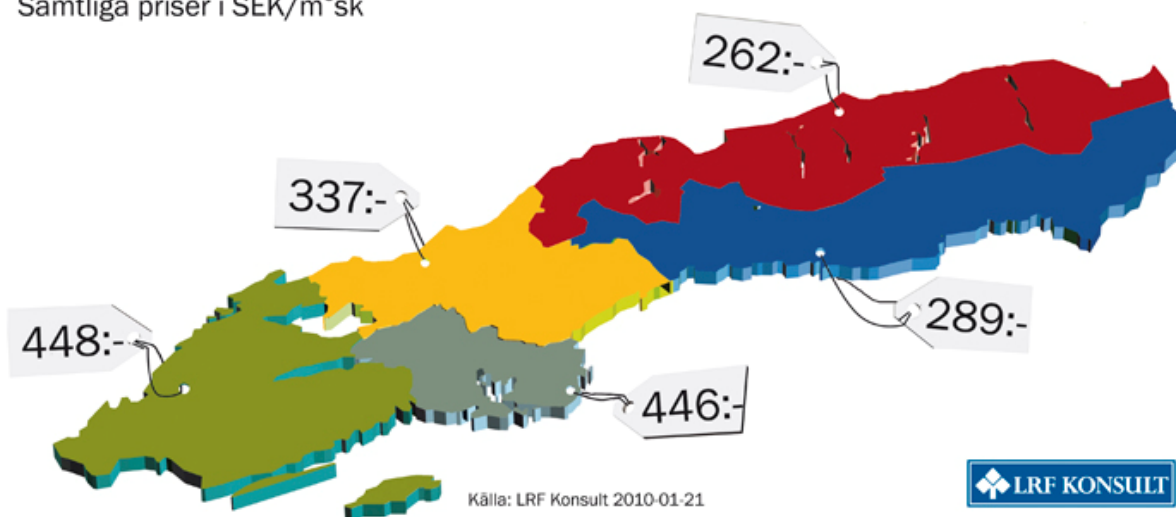 Samtliga priser i SEK/m³sk
262:-
337:-
448:-
289:-
446:-
Källa: LRF Konsult 2010-01-21
LRF KONSULT